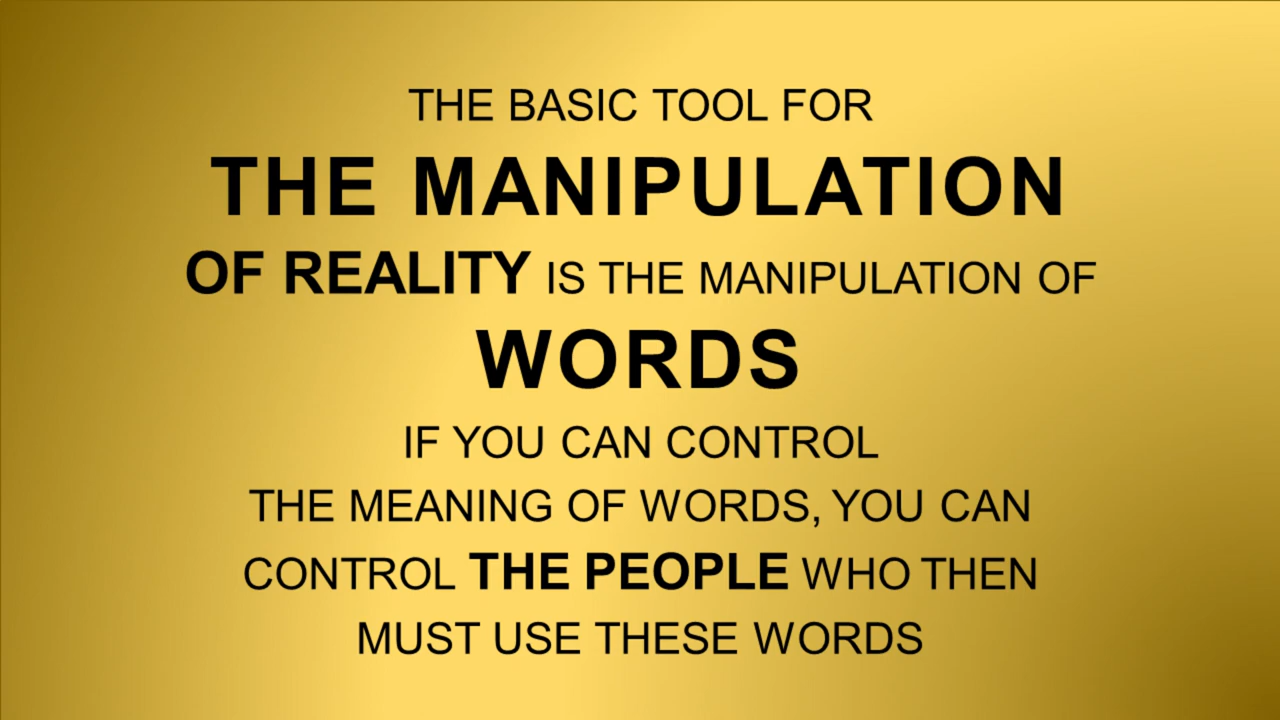 THE BASIC TOOL FOR
THE MANIPULATION
OF REALITY IS THE MANIPULATION OF
WORDS
IF YOU CAN CONTROL
THE MEANING OF WORDS, YOU CAN
CONTROL THE PEOPLE WHO THEN
MUST USE THESE WORDS